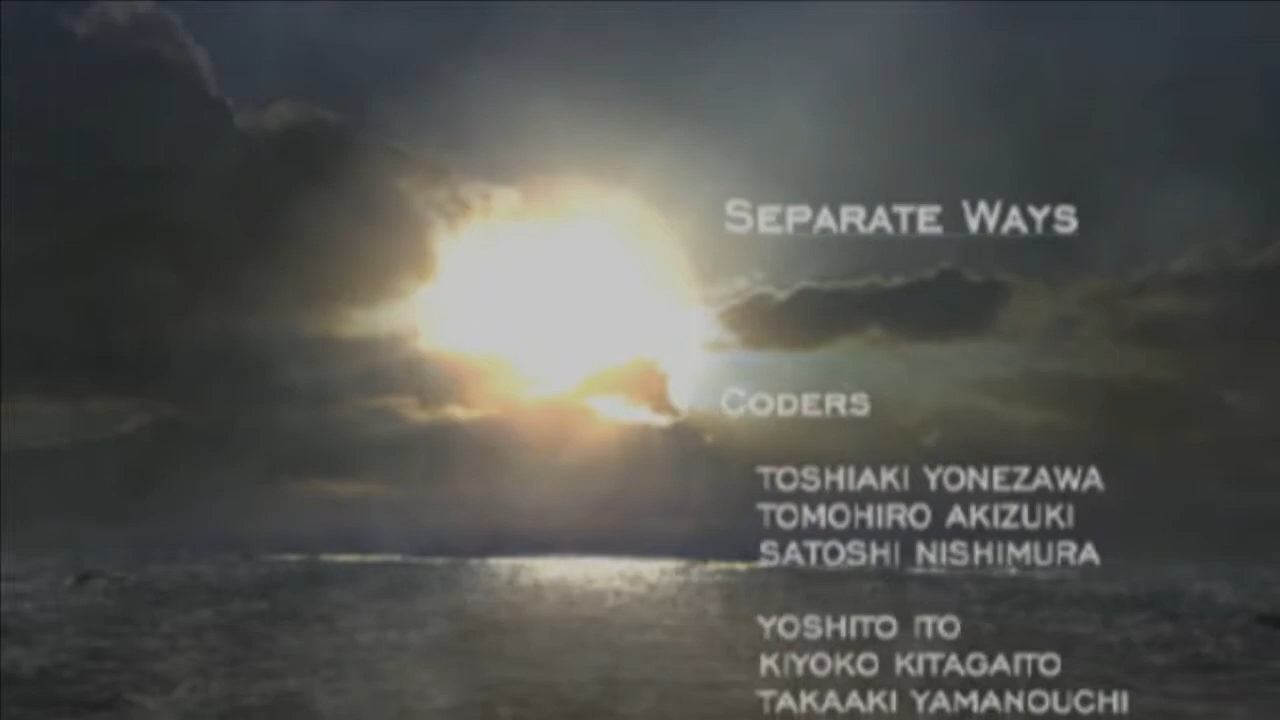 SEPARATE WAYS
CODERS
TOSHIAKI YONEZAWA
TOMOHIRO AKIZUKI
SATOSHI NISHIMURA
YOSHITO ITO
KIYOKO KITAGAITO
TAKAAKI YAMANOUCHI